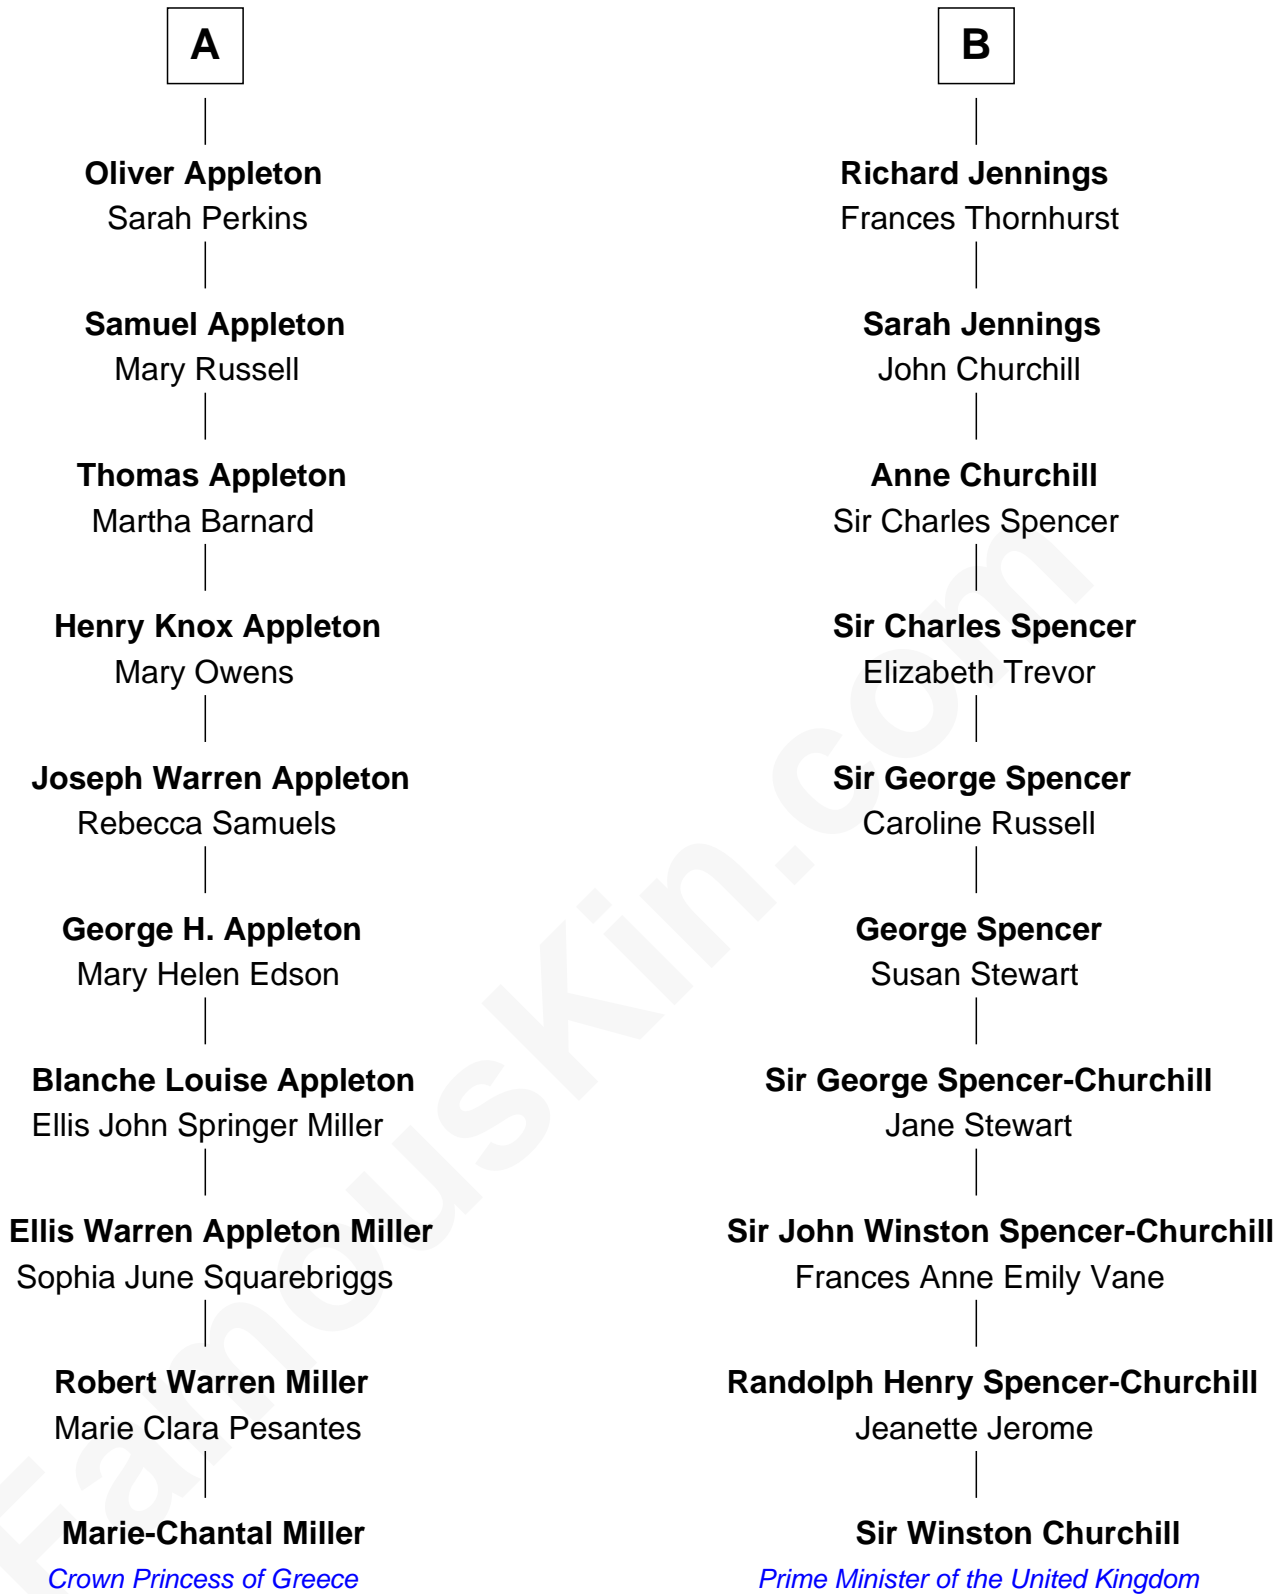 A
Oliver Appleton
Sarah Perkins
Samuel Appleton
Mary Russell
Thomas Appleton
Martha Barnard
Henry Knox Appleton
Mary Owens
Joseph Warren Appleton
Rebecca Samuels
George H. Appleton
Mary Helen Edson
Blanche Louise Appleton
Ellis John Springer Miller
Ellis Warren Appleton Miller
Sophia June Squarebriggs
Robert Warren Miller
Marie Clara Pesantes
Marie-Chantal Miller
Crown Princess of Greece
B
Richard Jennings
Frances Thornhurst
Sarah Jennings
John Churchill
Anne Churchill
Sir Charles Spencer
Sir Charles Spencer
Elizabeth Trevor
Sir George Spencer
Caroline Russell
George Spencer
Susan Stewart
Sir George Spencer-Churchill
Jane Stewart
Sir John Winston Spencer-Churchill
Frances Anne Emily Vane
Randolph Henry Spencer-Churchill
Jeanette Jerome
Sir Winston Churchill
Prime Minister of the United Kingdom
FamousKin.com